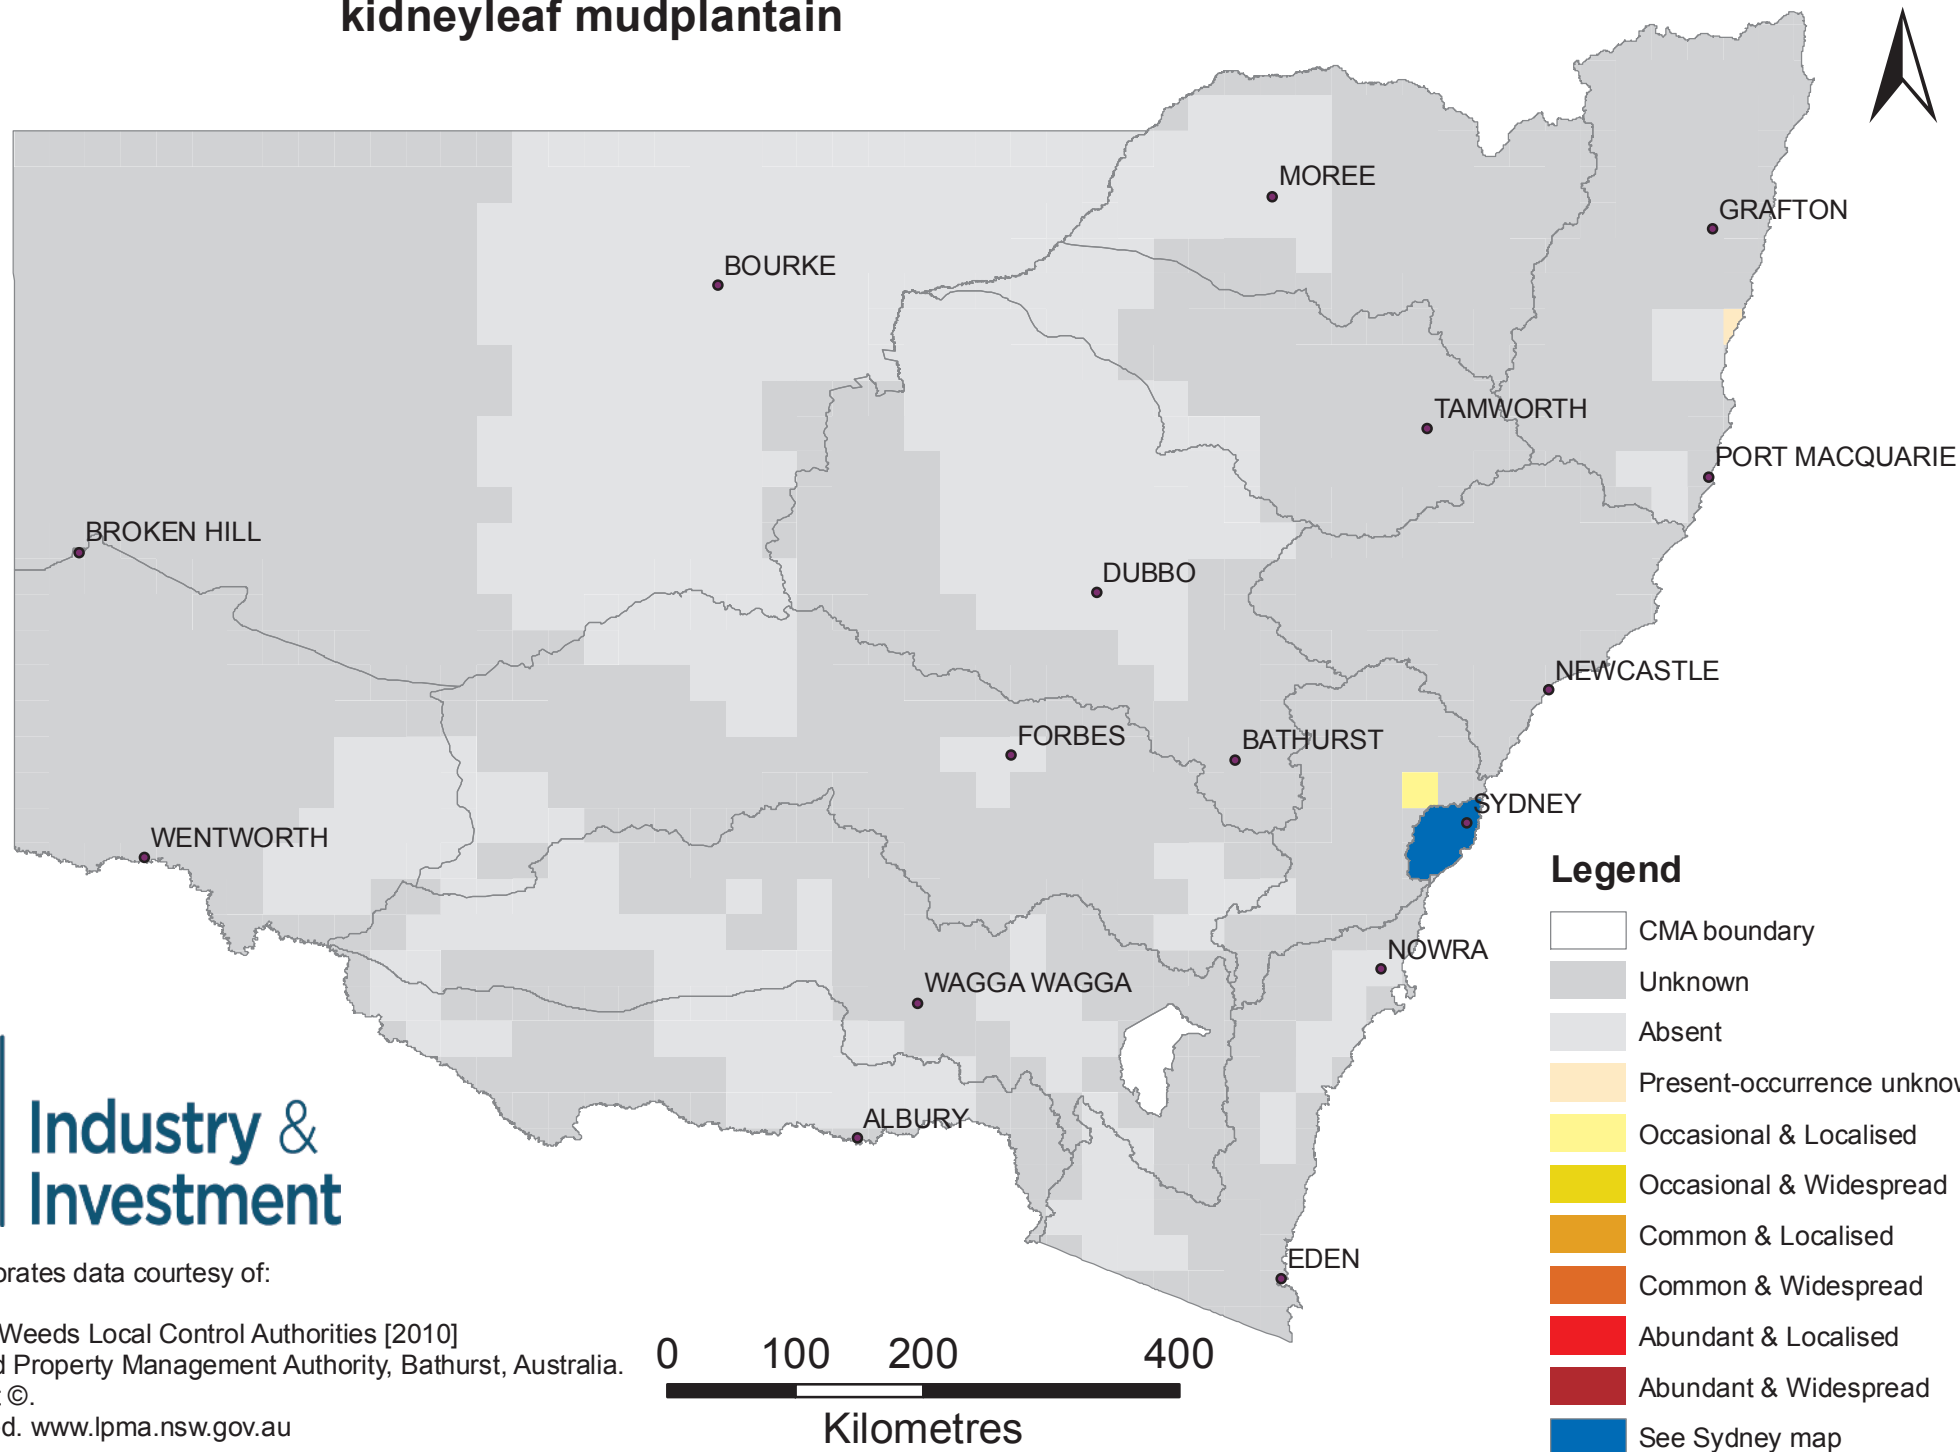 kidneyleaf mudplantain
MOREE
GRAFTON
BOURKE
TAMWORTH
PORT MACQUARIE
BROKEN HILL
DUBBO
NEWCASTLE
FORBES
BATHURST
SYDNEY
WENTWORTH
NOWRA
WAGGA WAGGA
ALBURY
EDEN
Legend
CMA boundary
Unknown
Absent
Present-occurrence unknow
Occasional & Localised
Occasional & Widespread
Common & Localised
Common & Widespread
Abundant & Localised
Abundant & Widespread
See Sydney map
Industry &
Investment
orates data courtesy of:
Weeds Local Control Authorities [2010]
d Property Management Authority, Bathurst, Australia.
t ©.
d. www.lpma.nsw.gov.au
0 100 200 400
Kilometres